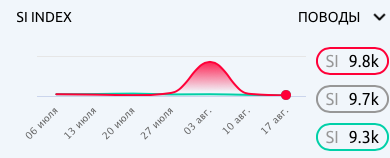 SI INDEX
ПОВОДЫ
SI 9.8k
SI 9.7k
SI 9.3k
06 июля
13 июля
20 июля
27 июля
03 авг.
10 авг.
17 авг.